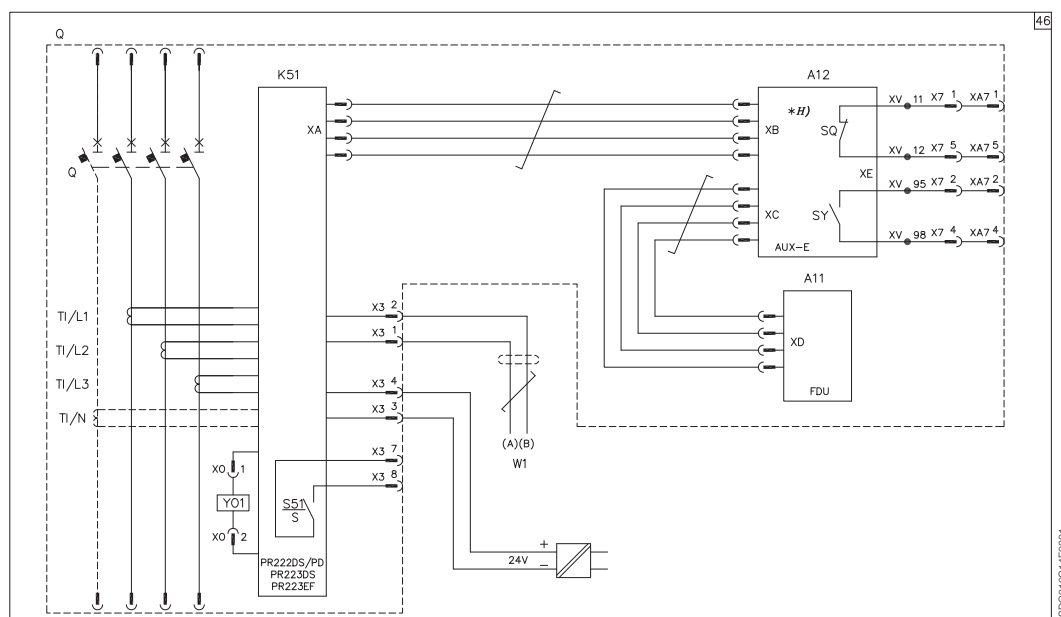 46
Q
K51
A12
XA
*H)
XB
SQ
XE
XV 11 X7 1 XA7 1
XV 12 X7 5 XA7 5
XV 95 X7 2 XA7 2
XC
SY
XV 98 X7 4 XA7 4
AUX-E
Q
A11
XD
FDU
TI/L1
TI/L2
TI/L3
TI/N
X3 2
X3 1
X3 4
X3 3
(A)(B)
W1
X3 7
X3 8
XO 1
YO1
XO 2
S51
S
PR222DS/PD
PR223DS
PR223EF
+
24V
−